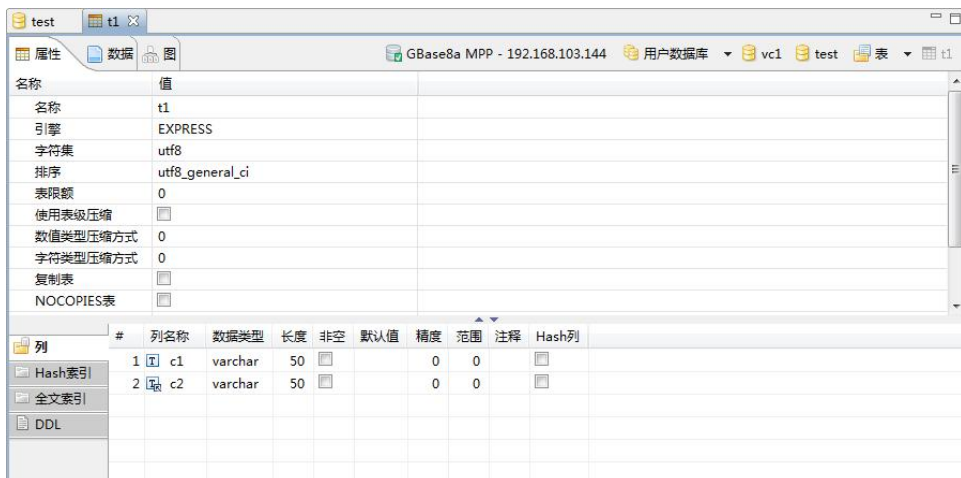 test t1
属性 数据 图 GBase8a MPP - 192.168.103.144 用户数据库 vc1 test 表 t1
名称 值
名称 t1
引擎 EXPRESS
字符集 utf8
排序 utf8_general_ci
表限额 0
使用表级压缩
数值类型压缩方式 0
字符类型压缩方式 0
复制表
NOCOPIES表
列
Hash索引
全文索引
DDL
# 列名称 数据类型 长度 非空 默认值 精度 范围 注释 Hash列
1 c1 varchar 50 0 0
2 c2 varchar 50 0 0